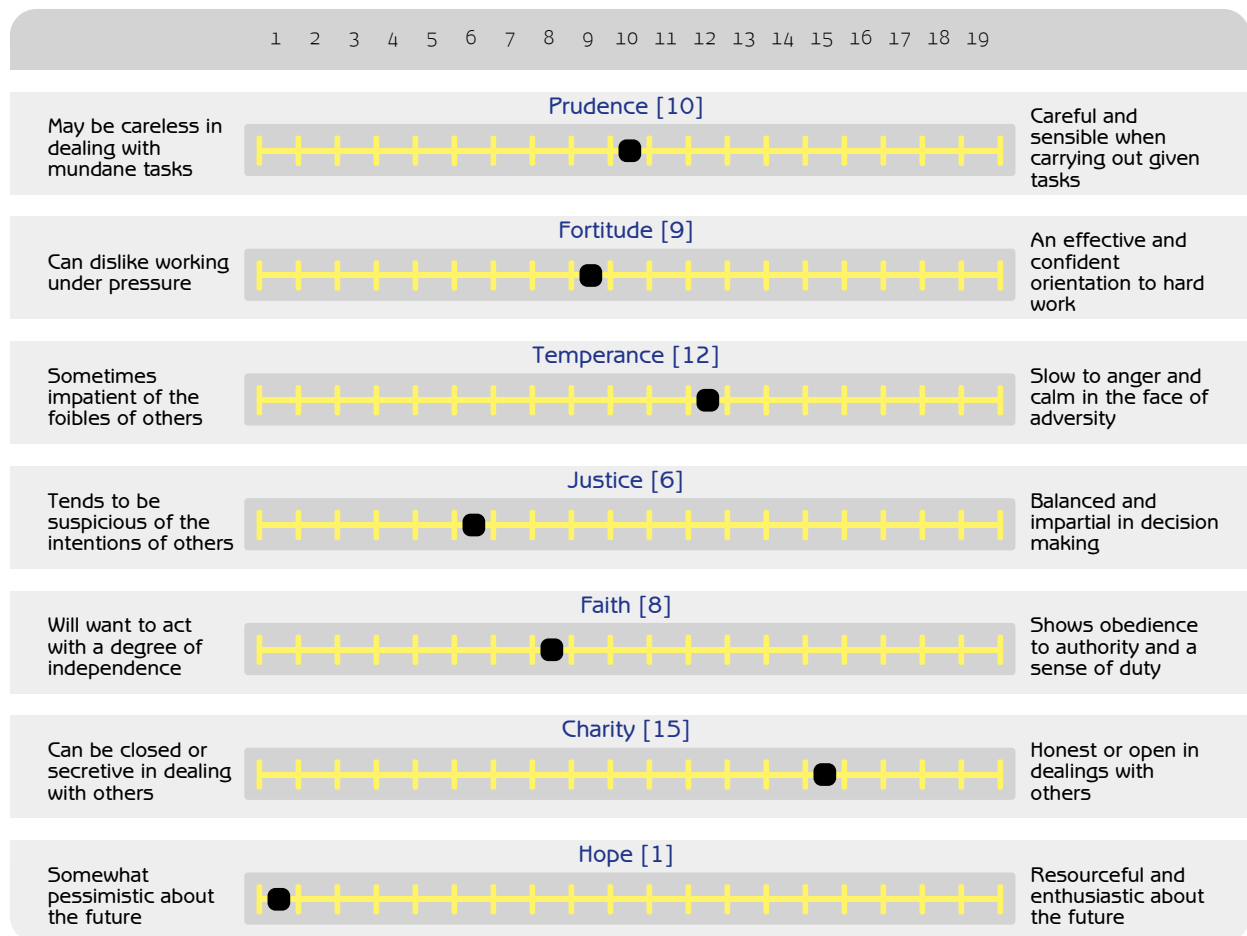 1 2 3 4 5 6 7 8 9 10 11 12 13 14 15 16 17 18 19
Prudence [10]
May be careless in
dealing with
mundane tasks
Careful and
sensible when
carrying out given
tasks
Fortitude [9]
Can dislike working
under pressure
An effective and
confident
orientation to hard
work
Temperance [12]
Sometimes
impatient of the
foibles of others
Slow to anger and
calm in the face of
adversity
Justice [6]
Tends to be
suspicious of the
intentions of others
Balanced and
impartial in decision
making
Faith [8]
Will want to act
with a degree of
independence
Shows obedience
to authority and a
sense of duty
Charity [15]
Can be closed or
secretive in dealing
with others
Honest or open in
dealings with
others
Hope [1]
Somewhat
pessimistic about
the future
Resourceful and
enthusiastic about
the future